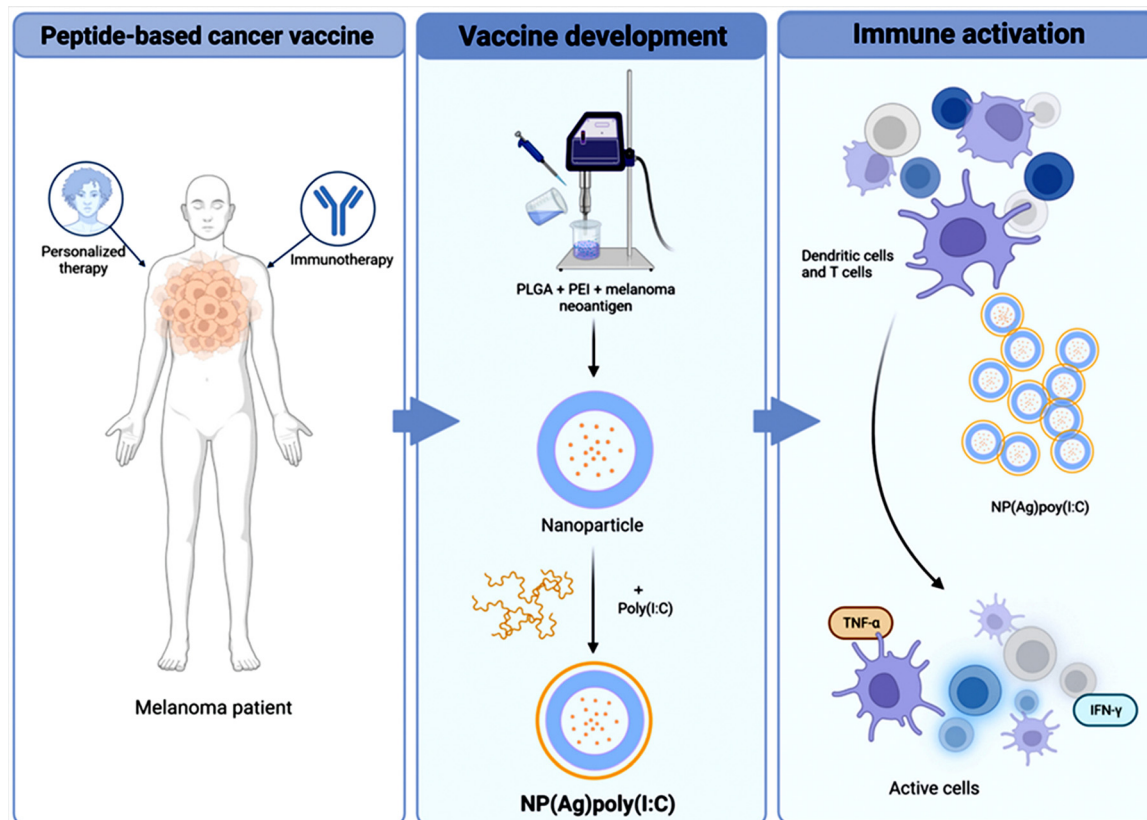 Peptide-based cancer vaccine
Personalized
therapy
Immunotherapy
Melanoma patient
Vaccine development
PLGA + PEI + melanoma
neoantigen
Nanoparticle
+
Poly(I:C)
NP(Ag)poly(I:C)
Immune activation
Dendritic cells
and T cells
NP(Ag)poy(I:C)
TNF-α
IFN-γ
Active cells